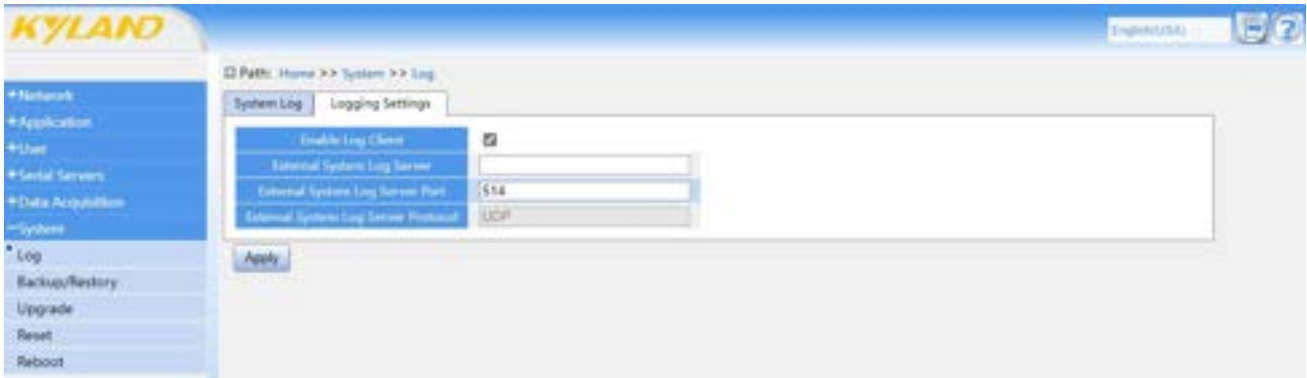 KYLAND
English(USA)
Path: Home >> System >> Log
+Network
+Application
+User
+Serial Servers
+Data Acquisition
−System
Log
Backup/Restory
Upgrade
Reset
Reboot
System Log
Logging Settings
Enable Log Client
External System Log Server
External System Log Server Port
514
External System Log Server Protocol
UDP
Apply